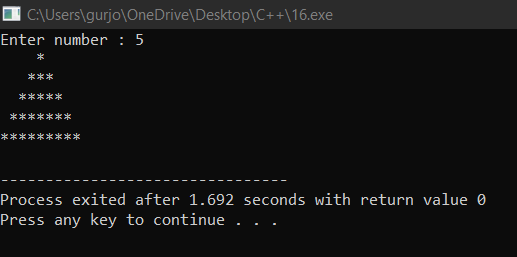 C:\Users\gurjo\OneDrive\Desktop\C++\16.exe
Enter number : 5
    *
   ***
  *****
 *******
*********

--------------------------------
Process exited after 1.692 seconds with return value 0
Press any key to continue . . .